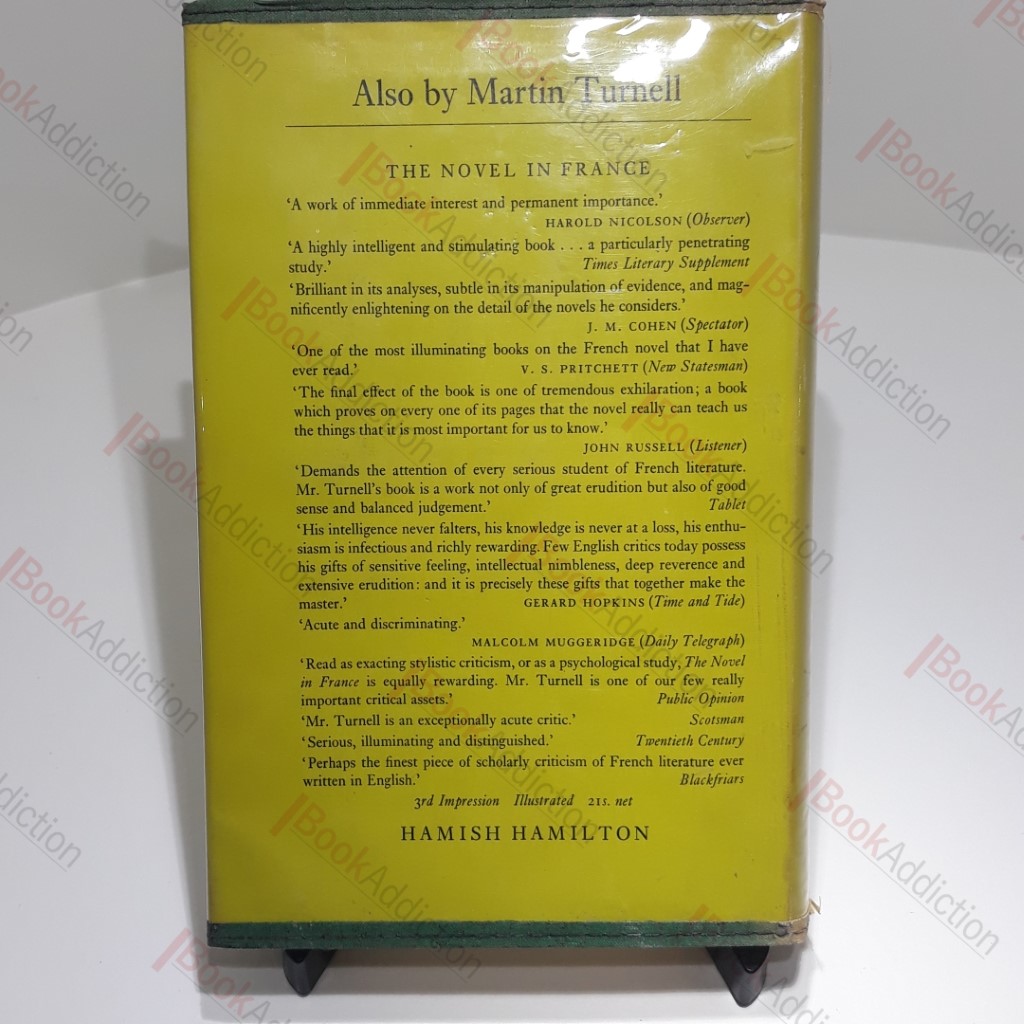 Also by Martin Turnell
THE NOVEL IN FRANCE
‘A work of immediate interest and permanent importance.’
HAROLD NICOLSON (Observer)
‘A highly intelligent and stimulating book . . . a particularly penetrating
study.’ Times Literary Supplement
‘Brilliant in its analyses, subtle in its manipulation of evidence, and mag-
nificently enlightening on the detail of the novels he considers.’
J. M. COHEN (Spectator)
‘One of the most illuminating books on the French novel that I have
ever read.’ V. S. PRITCHETT (New Statesman)
‘The final effect of the book is one of tremendous exhilaration; a book
which proves on every one of its pages that the novel really can teach us
the things that it is most important for us to know.’
JOHN RUSSELL (Listener)
‘Demands the attention of every serious student of French literature.
Mr. Turnell’s book is a work not only of great erudition but also of good
sense and balanced judgement.’ Tablet
‘His intelligence never falters, his knowledge is never at a loss, his enthu-
siasm is infectious and richly rewarding. Few English critics today possess
his gifts of sensitive feeling, intellectual nimbleness, deep reverence and
extensive erudition: and it is precisely these gifts that together make the
master.’ GERARD HOPKINS (Time and Tide)
‘Acute and discriminating.’
MALCOLM MUGGERIDGE (Daily Telegraph)
‘Read as exacting stylistic criticism, or as a psychological study, The Novel
in France is equally rewarding. Mr. Turnell is one of our few really
important critical assets.’ Public Opinion
‘Mr. Turnell is an exceptionally acute critic.’ Scotsman
‘Serious, illuminating and distinguished.’ Twentieth Century
‘Perhaps the finest piece of scholarly criticism of French literature ever
written in English.’ Blackfriars
3rd Impression Illustrated 21s. net
HAMISH HAMILTON
BookAddiction